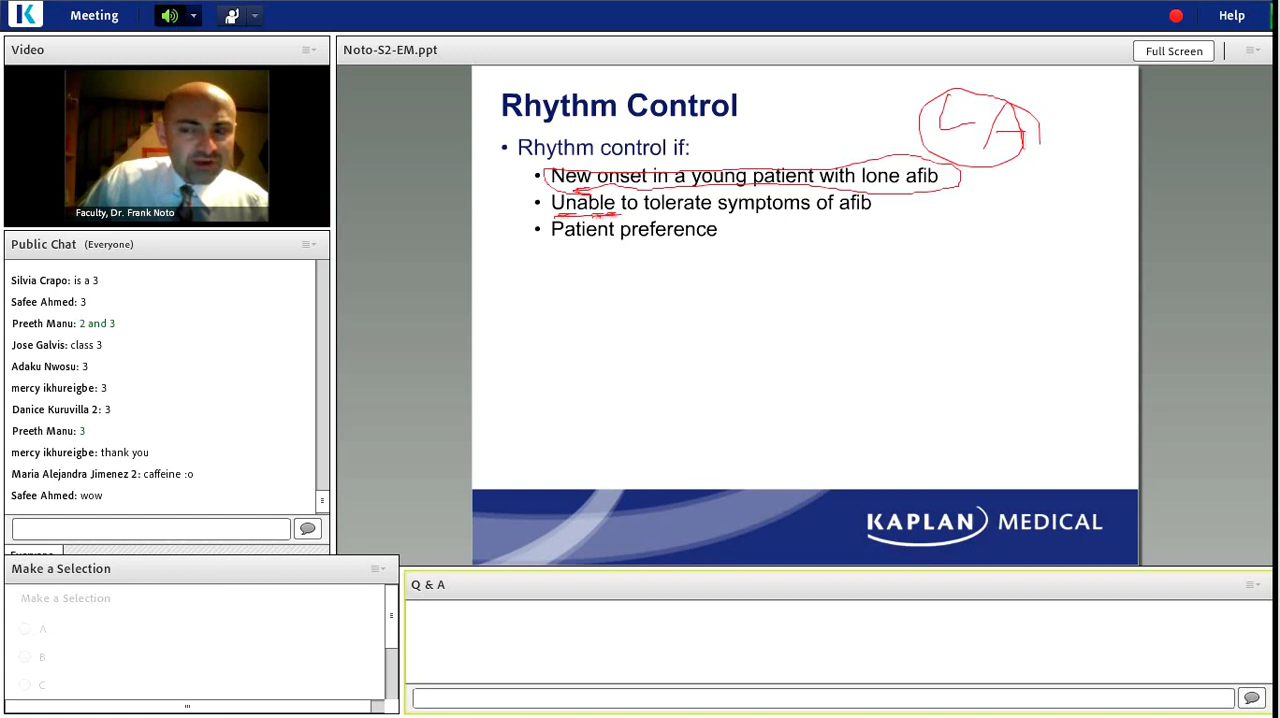 Meeting
Help
Video
Faculty, Dr. Frank Noto
Public Chat (Everyone)
Silvia Crapo: is a 3
Safee Ahmed: 3
Preeth Manu: 2 and 3
Jose Galvis: class 3
Adaku Nwosu: 3
mercy ikhureigbe: 3
Danice Kuruvilla 2: 3
Preeth Manu: 3
mercy ikhureigbe: thank you
Maria Alejandra Jimenez 2: caffeine :o
Safee Ahmed: wow
Everyone
Make a Selection
Make a Selection
A
B
C
Noto-S2-EM.ppt
Full Screen
Rhythm Control
LA
• Rhythm control if:
• New onset in a young patient with lone afib
• Unable to tolerate symptoms of afib
• Patient preference
KAPLAN MEDICAL
Q & A